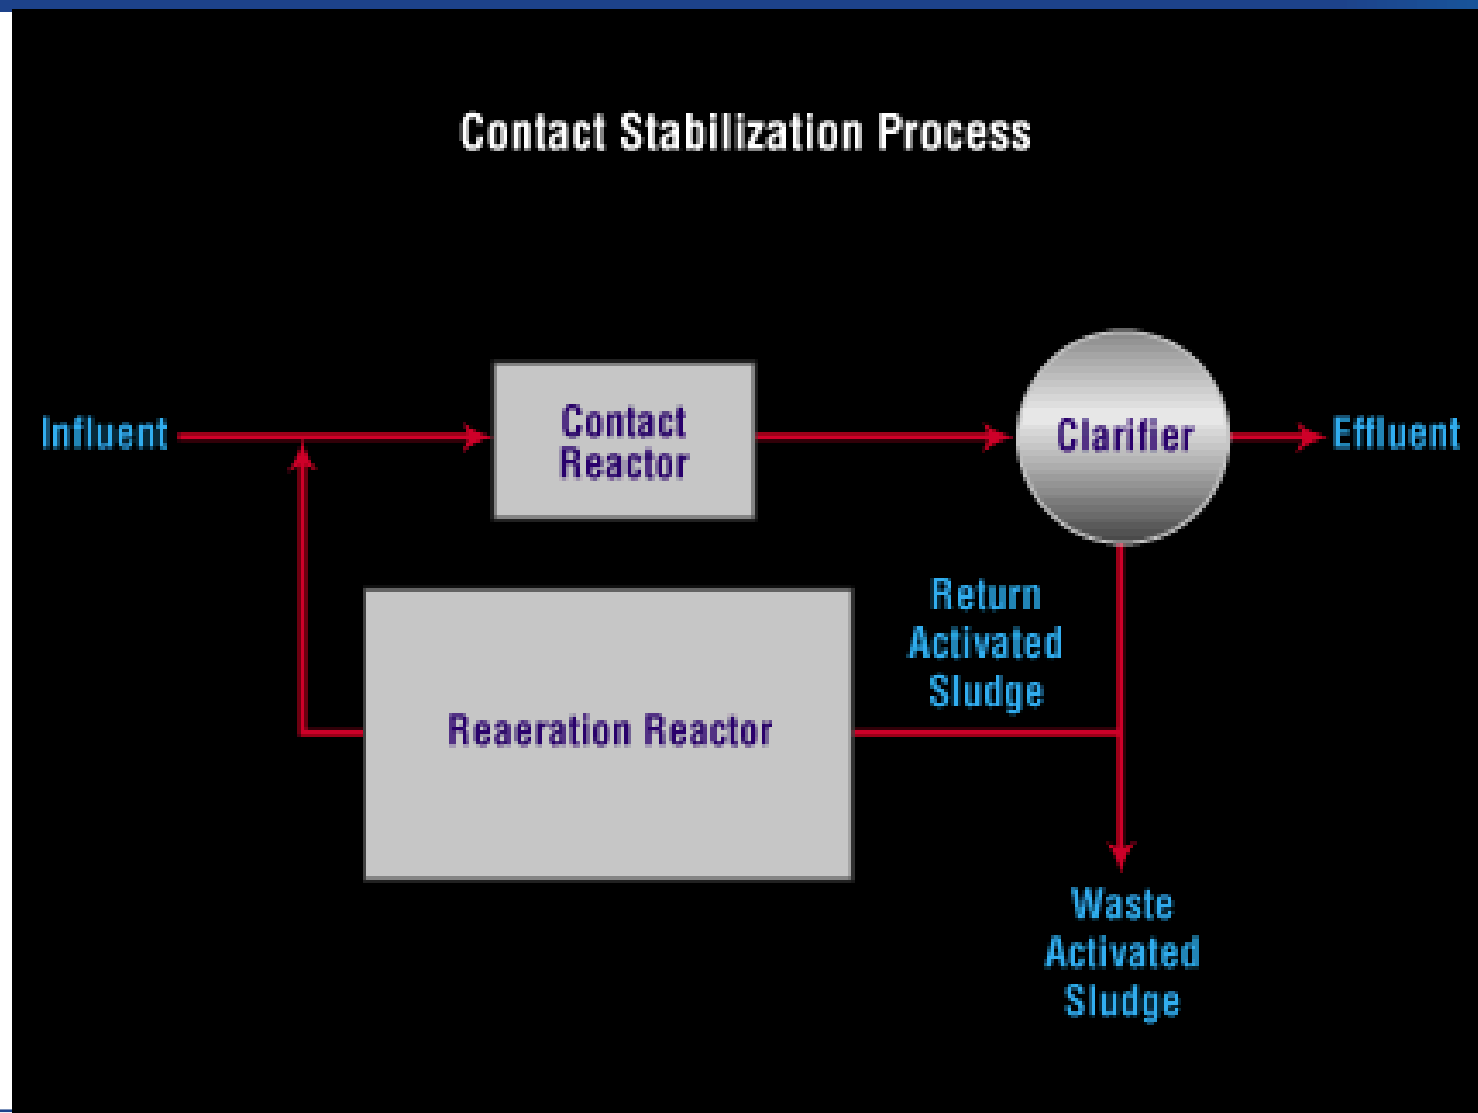 Contact Stabilization Process
Influent
Contact
Reactor
Clarifier
Effluent
Return
Activated
Sludge
Reaeration Reactor
Waste
Activated
Sludge